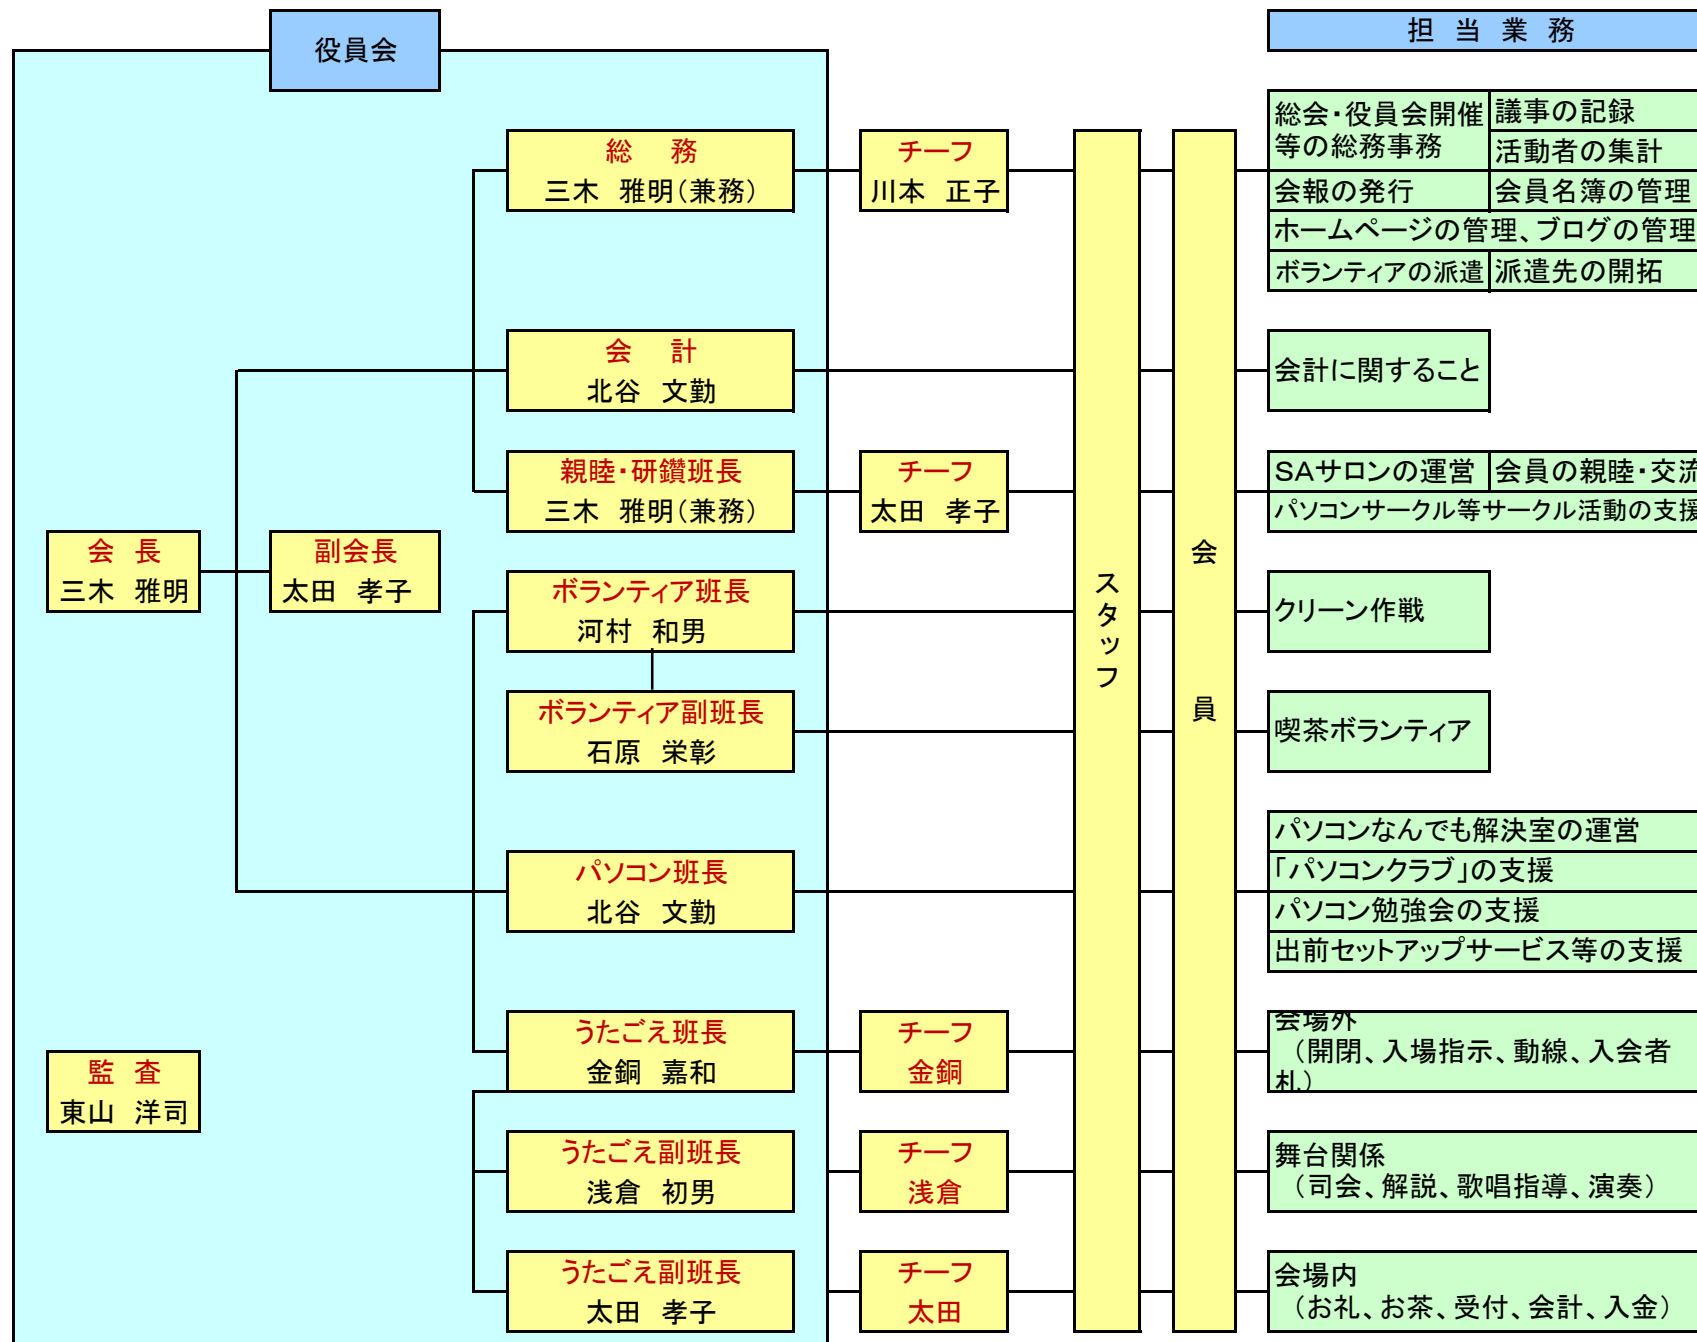 役員会
担 当 業 務
総 務
三木 雅明(兼務)
チーフ
川本 正子
総会・役員会開催
等の総務事務
議事の記録
活動者の集計
会報の発行
会員名簿の管理
ホームページの管理、ブログの管理
ボランティアの派遣
派遣先の開拓
会 計
北谷 文勤
会計に関すること
親睦・研鑽班長
三木 雅明(兼務)
チーフ
太田 孝子
SAサロンの運営
会員の親睦・交流
パソコンサークル等サークル活動の支援
会 長
三木 雅明
副会長
太田 孝子
ボランティア班長
河村 和男
クリーン作戦
スタッフ
会員
ボランティア副班長
石原 栄彰
喫茶ボランティア
パソコン班長
北谷 文勤
パソコンなんでも解決室の運営
「パソコンクラブ」の支援
パソコン勉強会の支援
出前セットアップサービス等の支援
監 査
東山 洋司
うたごえ班長
金銅 嘉和
チーフ
金銅
会場外
(開閉、入場指示、動線、入会者
札)
うたごえ副班長
浅倉 初男
チーフ
浅倉
舞台関係
(司会、解説、歌唱指導、演奏)
うたごえ副班長
太田 孝子
チーフ
太田
会場内
(お礼、お茶、受付、会計、入金)